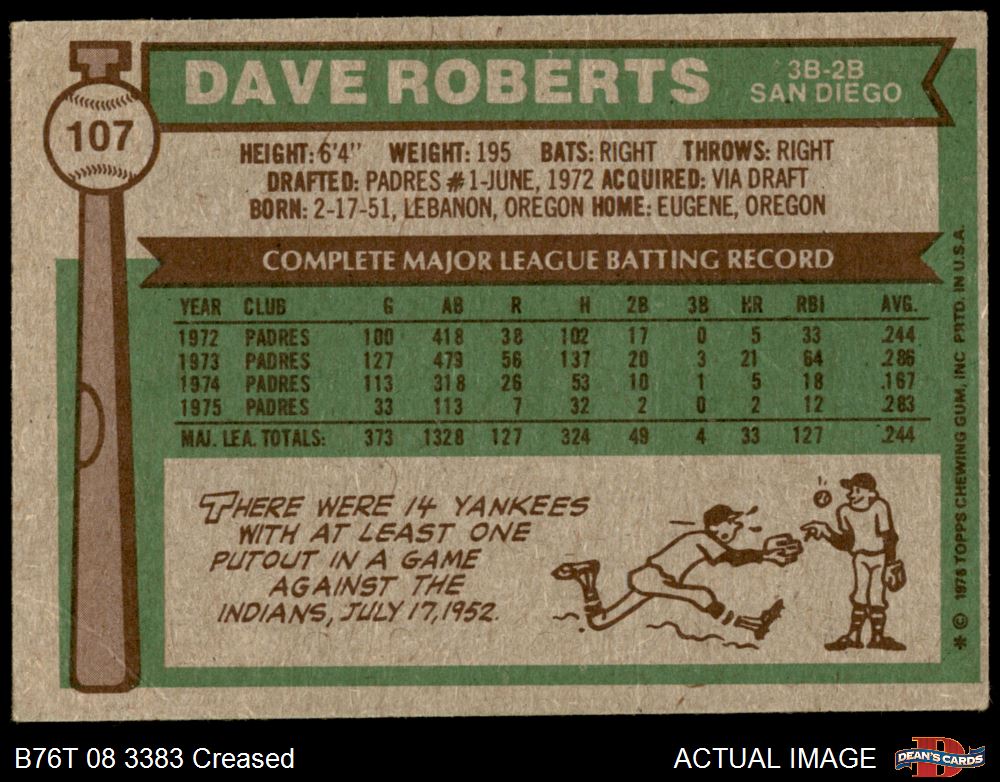 107
DAVE ROBERTS
3B-2B
SAN DIEGO
HEIGHT: 6'4" WEIGHT: 195 BATS: RIGHT THROWS: RIGHT
DRAFTED: PADRES #1-JUNE, 1972 ACQUIRED: VIA DRAFT
BORN: 2-17-51, LEBANON, OREGON HOME: EUGENE, OREGON
COMPLETE MAJOR LEAGUE BATTING RECORD
YEAR CLUB G AB R H 2B 3B HR RBI AVG.
1972 PADRES 100 418 38 102 17 0 5 33 .244
1973 PADRES 127 479 56 137 20 3 21 64 .286
1974 PADRES 113 318 26 53 10 1 5 18 .167
1975 PADRES 33 113 7 32 2 0 2 12 .283
MAJ. LEA. TOTALS: 373 1328 127 324 49 4 33 127 .244
THERE WERE 14 YANKEES
WITH AT LEAST ONE
PUTOUT IN A GAME
AGAINST THE
INDIANS, JULY 17, 1952.
* © 1976 TOPPS CHEWING GUM, INC. PRTD. IN U.S.A.
B76T 08 3383 Creased
ACTUAL IMAGE
D
DEAN'S CARDS